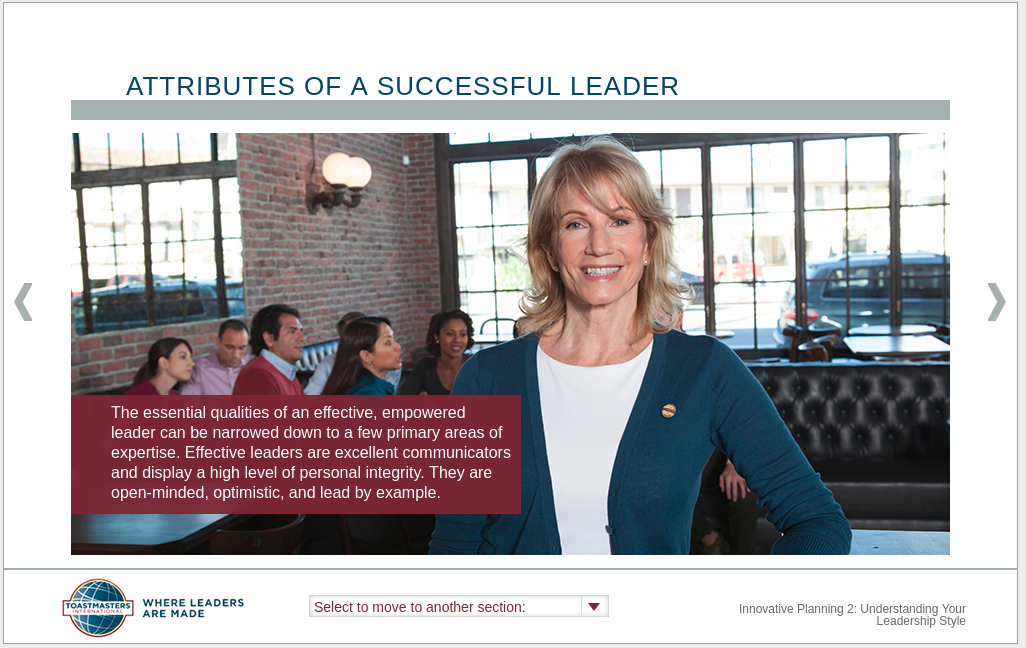 ATTRIBUTES OF A SUCCESSFUL LEADER
The essential qualities of an effective, empowered
leader can be narrowed down to a few primary areas of
expertise. Effective leaders are excellent communicators
and display a high level of personal integrity. They are
open-minded, optimistic, and lead by example.
TOASTMASTERS
INTERNATIONAL
WHERE LEADERS
ARE MADE
Select to move to another section:
Innovative Planning 2: Understanding Your
Leadership Style